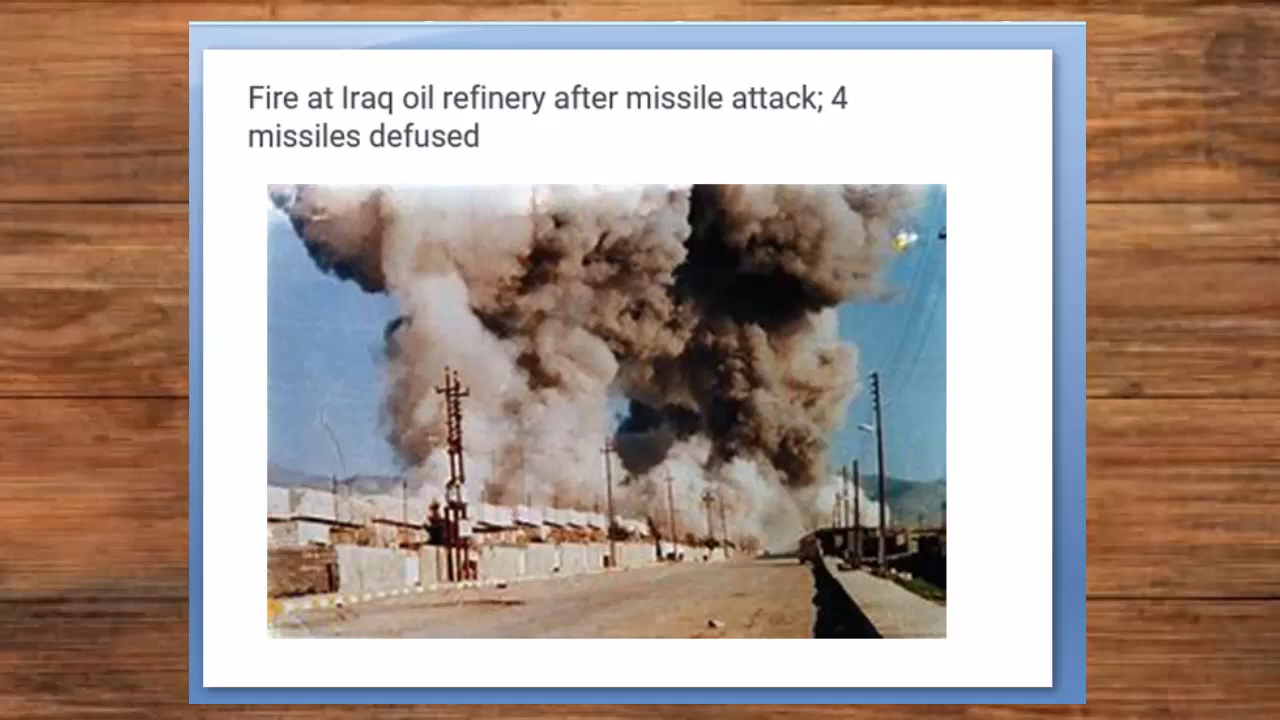 Fire at Iraq oil refinery after missile attack; 4
missiles defused